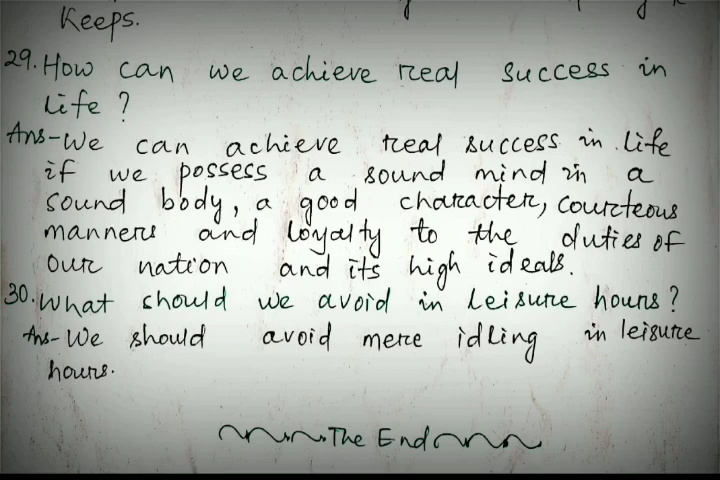 Keeps.
29. How can we achieve real success in
life?
Ans- We can achieve real success in life
if we possess a sound mind in a
sound body, a good character, courteous
manners and loyalty to the duties of
our nation and its high ideals.
30. What should we avoid in leisure hours?
Ans- We should avoid mere idling in leisure
hours.
The End